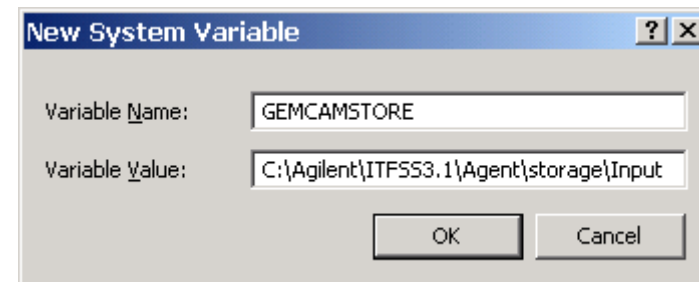 New System Variable
Variable Name: GEMCAMSTORE
Variable Value: C:\Agilent\ITFSS3.1\Agent\storage\Input
OK Cancel